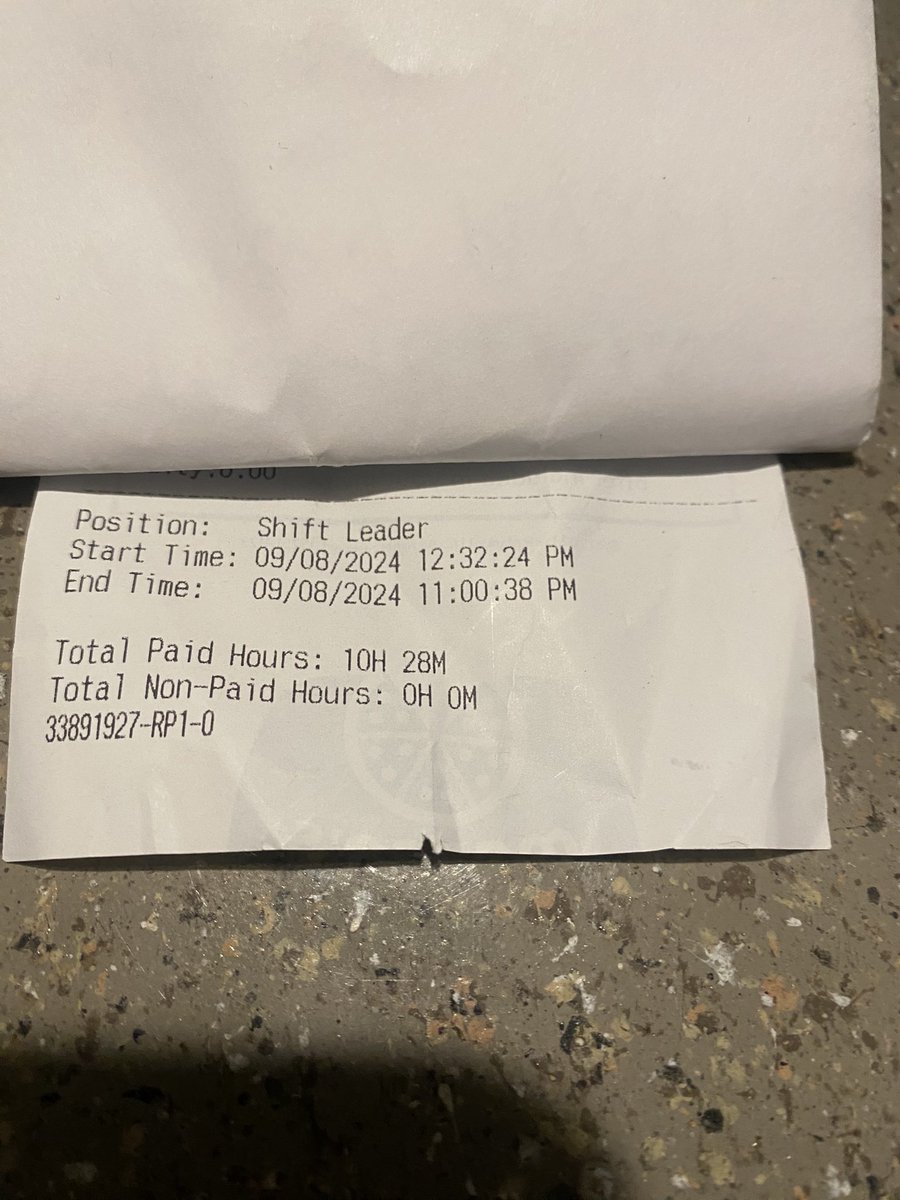 Position: Shift Leader
Start Time: 09/08/2024 12:32:24 PM
End Time: 09/08/2024 11:00:38 PM
Total Paid Hours: 10H 28M
Total Non-Paid Hours: 0H 0M
33891927-RP1-0